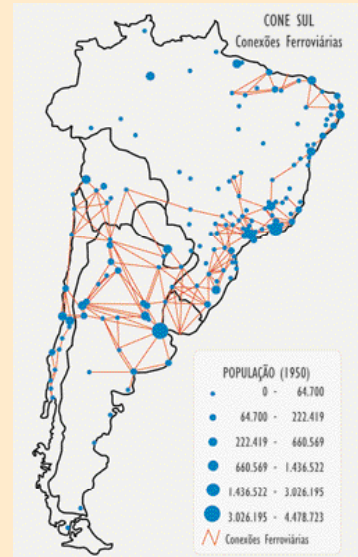 CONE SUL
Conexões Ferroviárias
POPULAÇÃO (1950)
0 - 64.700
64.700 - 222.419
222.419 - 660.569
660.569 - 1.436.522
1.436.522 - 3.026.195
3.026.195 - 4.478.723
Conexões Ferroviárias